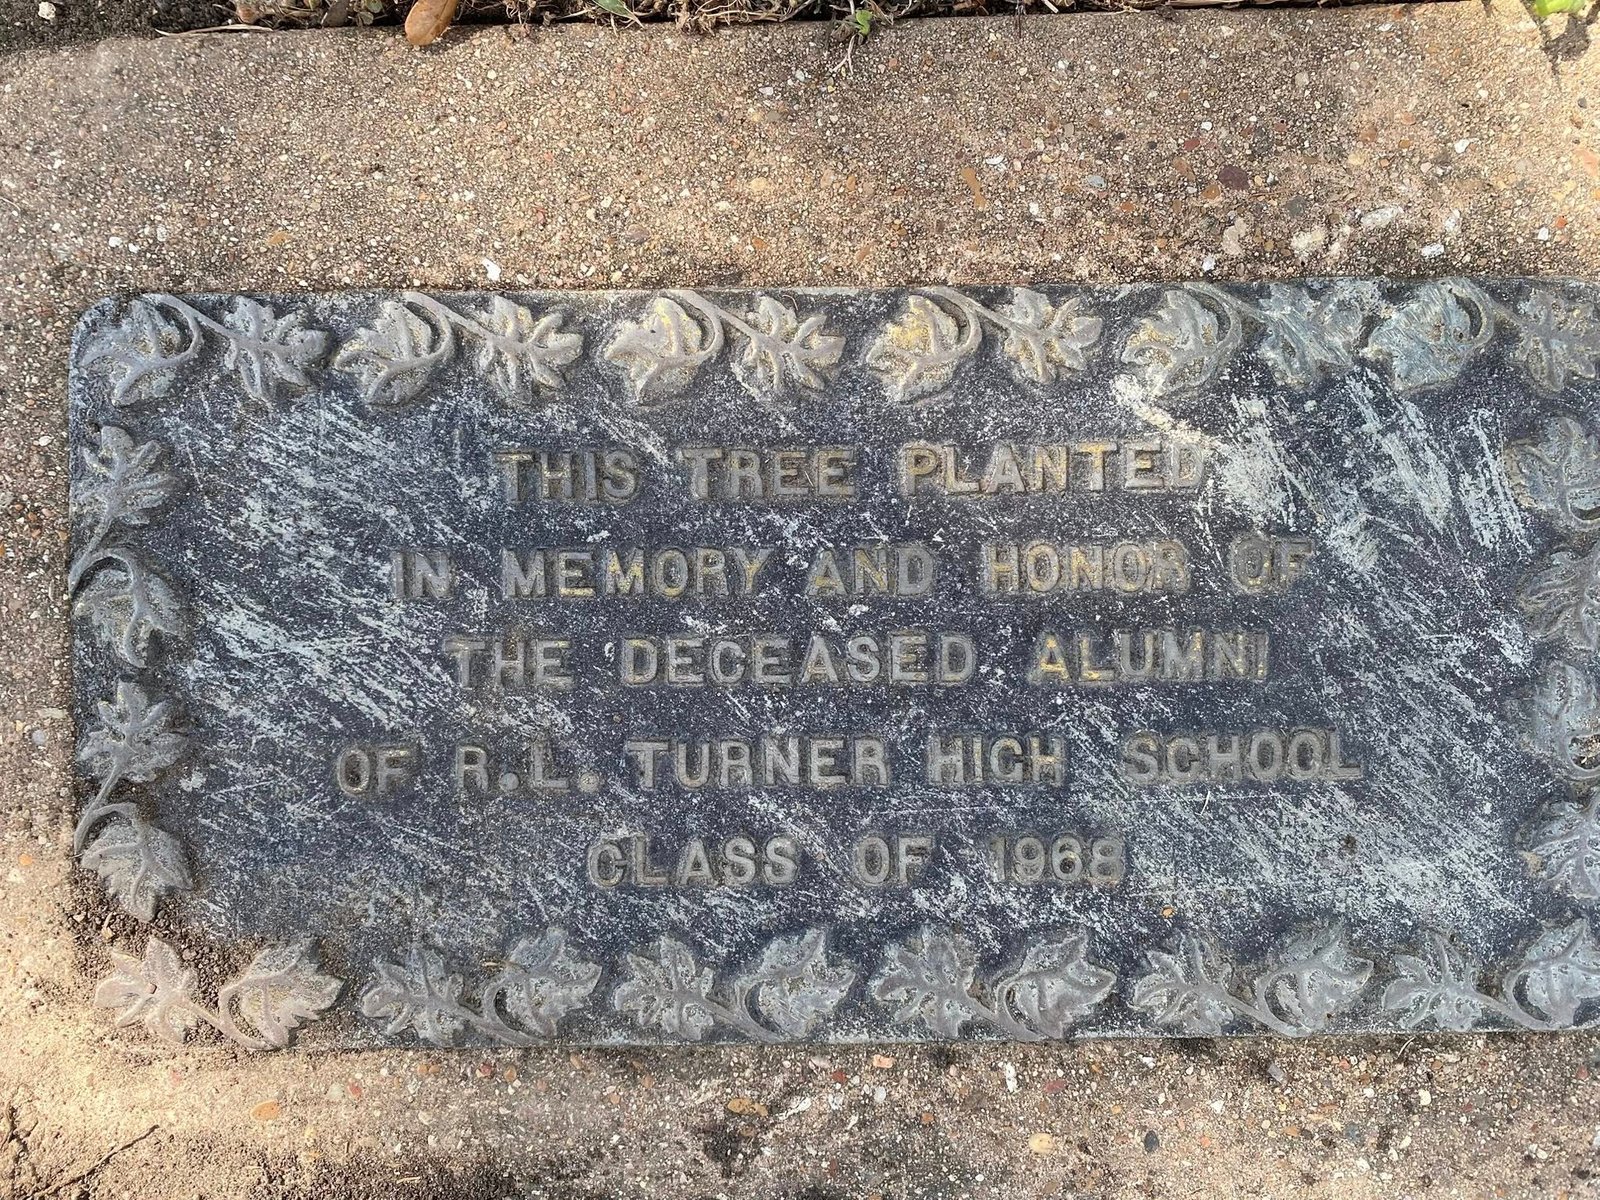 THIS TREE PLANTED
IN MEMORY AND HONOR OF
THE DECEASED ALUMNI
OF R.L. TURNER HIGH SCHOOL
CLASS OF 1968